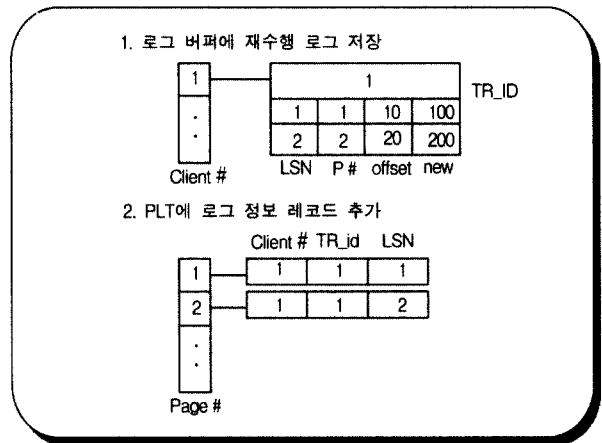 1. 로그 버퍼에 재수행 로그 저장
1 1 TR_ID
1 1 10 100
2 2 20 200
Client # LSN P # offset new
2. PLT에 로그 정보 레코드 추가
Client # TR_id LSN
1 1 1 1
2 1 1 2
Page #